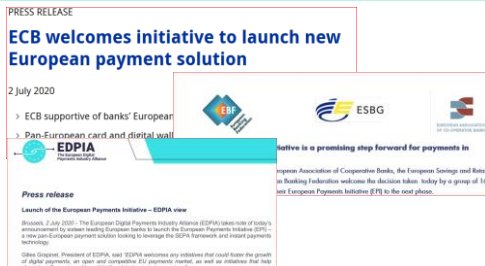 PRESS RELEASE
ECB welcomes initiative to launch new
European payment solution
2 July 2020
> ECB supportive of banks' European
> Pan-European card and digital wall
EBF
European
Banking
Federation
ESBG
EUROPEAN ASSOCIATION
OF CO-OPERATIVE BANKS
iative is a promising step forward for payments in
ropean Association of Cooperative Banks, the European Savings and Retai
n Banking Federation welcome the decision taken today by a group of 16
eir European Payments Initiative (EPI) to the next phase.
EDPIA
The European Digital
Payments Industry Alliance
Press release
Launch of the European Payments Initiative – EDPIA view
Brussels, 2 July 2020 – The European Digital Payments Industry Alliance (EDPIA) takes note of today's
announcement by sixteen leading European banks to launch the European Payments Initiative (EPI) –
a new pan-European payment solution looking to leverage the SEPA framework and instant payments
technology.
Gilles Grapinet, President of EDPIA, said 'EDPIA welcomes any initiatives that could foster the growth
of digital payments, an open and competitive EU payments market, as well as initiatives that help